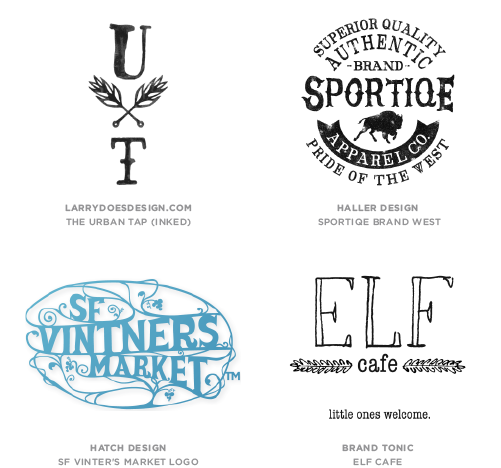 U
T
LARRYDOESDESIGN.COM
THE URBAN TAP (INKED)
SUPERIOR QUALITY
AUTHENTIC
-BRAND-
SPORTIQE
APPAREL CO.
PRIDE OF THE WEST
HALLER DESIGN
SPORTIQE BRAND WEST
SF
VINTNERS
MARKET
TM
HATCH DESIGN
SF VINTER'S MARKET LOGO
ELF
cafe
little ones welcome.
BRAND TONIC
ELF CAFE